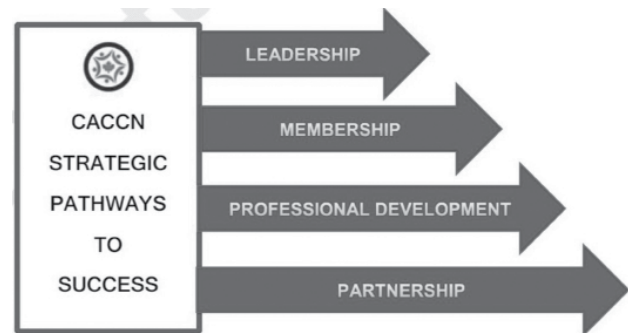 CACCN
STRATEGIC
PATHWAYS
TO
SUCCESS
LEADERSHIP
MEMBERSHIP
PROFESSIONAL DEVELOPMENT
PARTNERSHIP